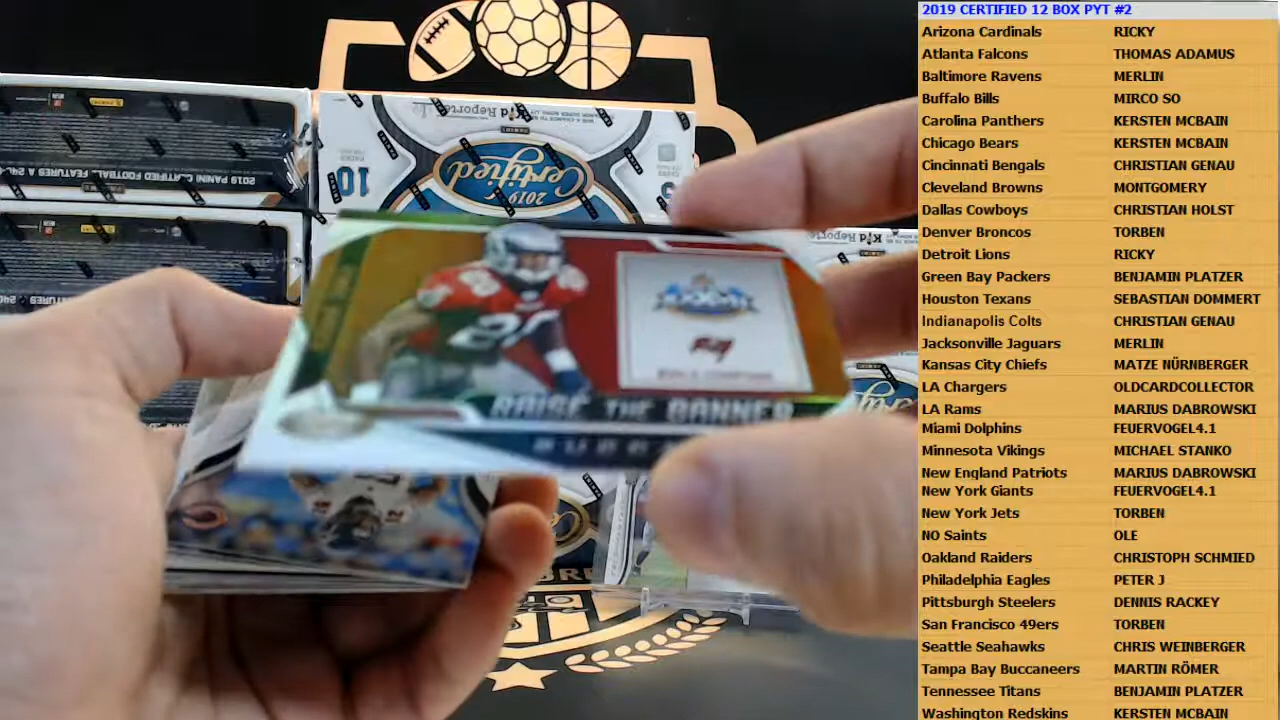 2019 CERTIFIED 12 BOX PYT #2
Arizona Cardinals RICKY
Atlanta Falcons THOMAS ADAMUS
Baltimore Ravens MERLIN
Buffalo Bills MIRCO SO
Carolina Panthers KERSTEN MCBAIN
Chicago Bears KERSTEN MCBAIN
Cincinnati Bengals CHRISTIAN GENAU
Cleveland Browns MONTGOMERY
Dallas Cowboys CHRISTIAN HOLST
Denver Broncos TORBEN
Detroit Lions RICKY
Green Bay Packers BENJAMIN PLATZER
Houston Texans SEBASTIAN DOMMERT
Indianapolis Colts CHRISTIAN GENAU
Jacksonville Jaguars MERLIN
Kansas City Chiefs MATZE NÜRNBERGER
LA Chargers OLDCARDCOLLECTOR
LA Rams MARIUS DABROWSKI
Miami Dolphins FEUERVOGEL4.1
Minnesota Vikings MICHAEL STANKO
New England Patriots MARIUS DABROWSKI
New York Giants FEUERVOGEL4.1
New York Jets TORBEN
NO Saints OLE
Oakland Raiders CHRISTOPH SCHMIED
Philadelphia Eagles PETER J
Pittsburgh Steelers DENNIS RACKEY
San Francisco 49ers TORBEN
Seattle Seahawks CHRIS WEINBERGER
Tampa Bay Buccaneers MARTIN RÖMER
Tennessee Titans BENJAMIN PLATZER
Washington Redskins KERSTEN MCBAIN
2019
Certified
10
PACKS
2019 PANINI CERTIFIED FOOTBALL FEATURES A
RAISE THE BANNER